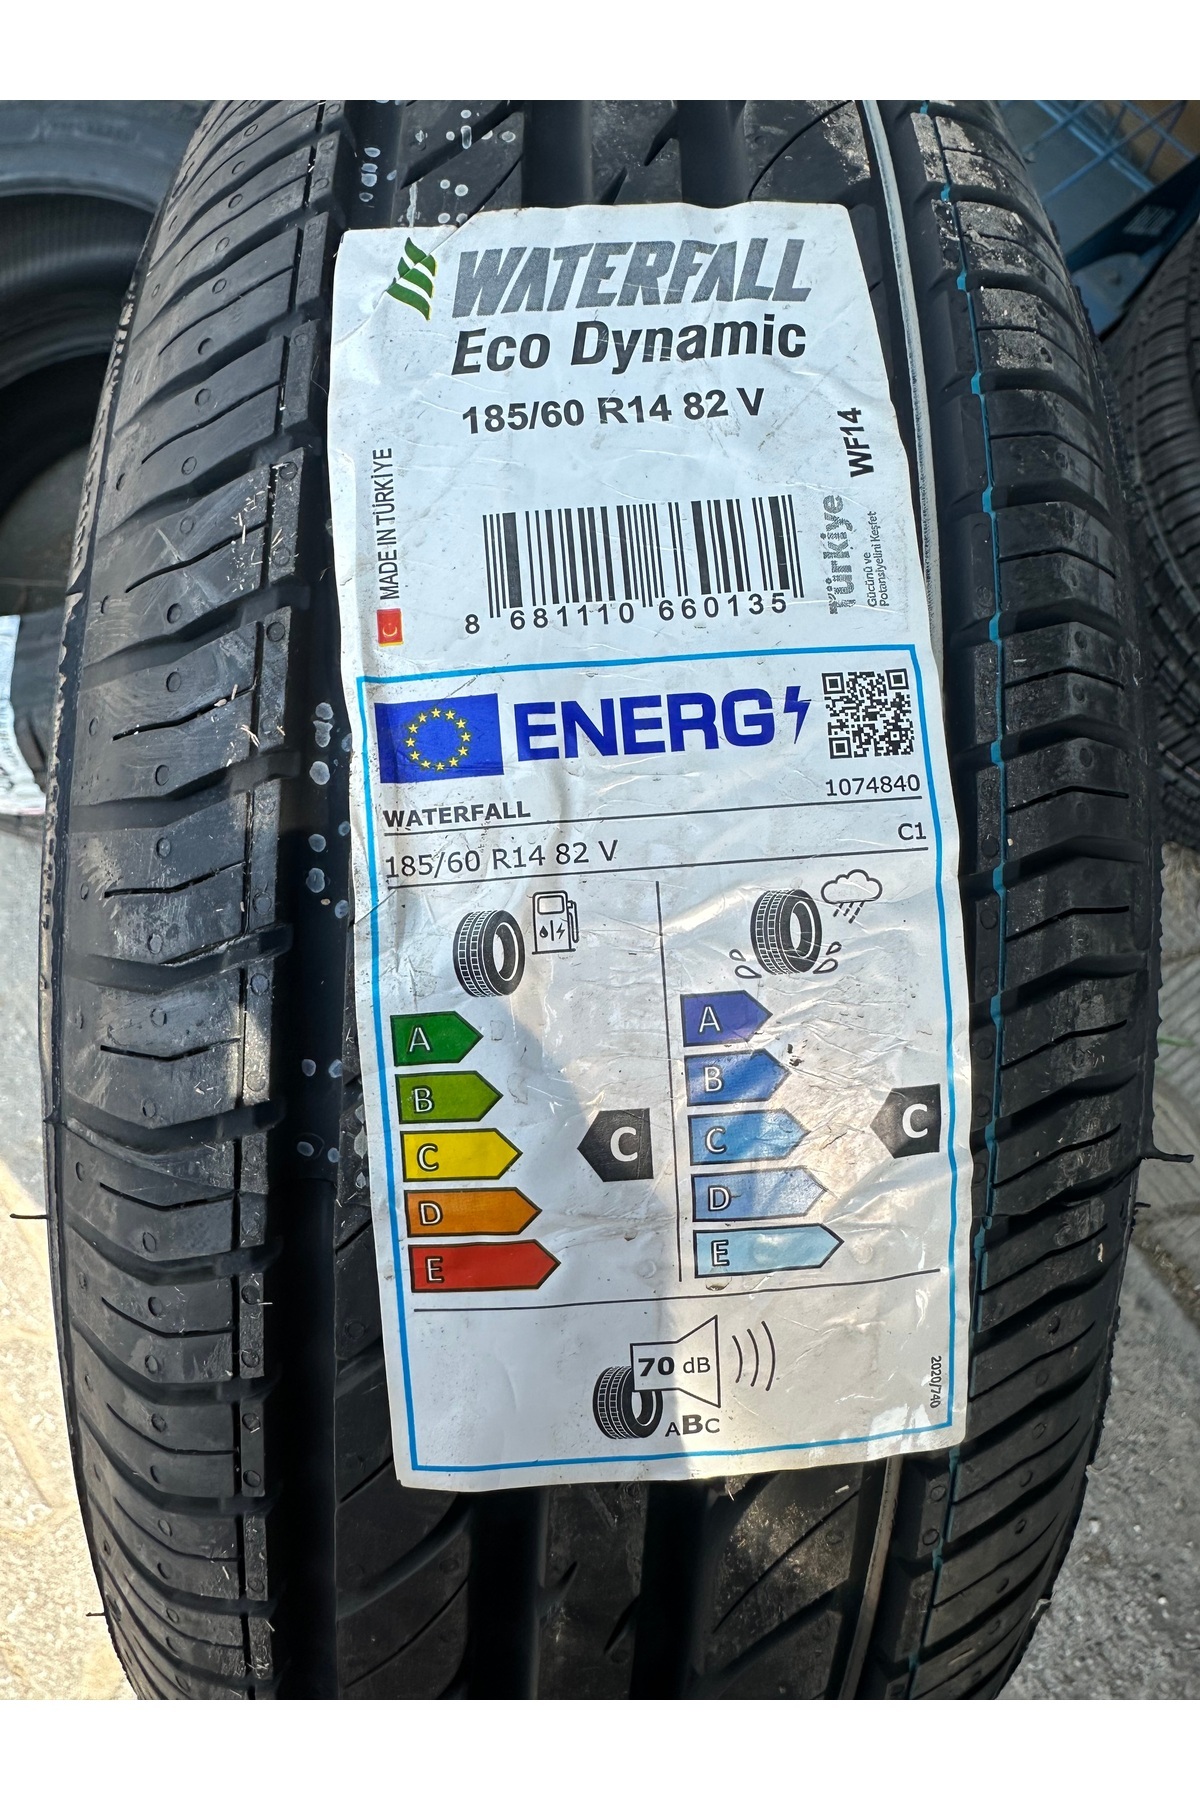 WATERFALL
Eco Dynamic
185/60 R14 82 V
WF14
MADE IN TÜRKİYE
Türkiye
Gücünü ve
Potansiyelini Keşfet
8 681110 660135
ENERG
1074840
WATERFALL
C1
185/60 R14 82 V
A
B
C
D
E
C
A
B
C
D
E
C
70 dB
ABC
2020/740